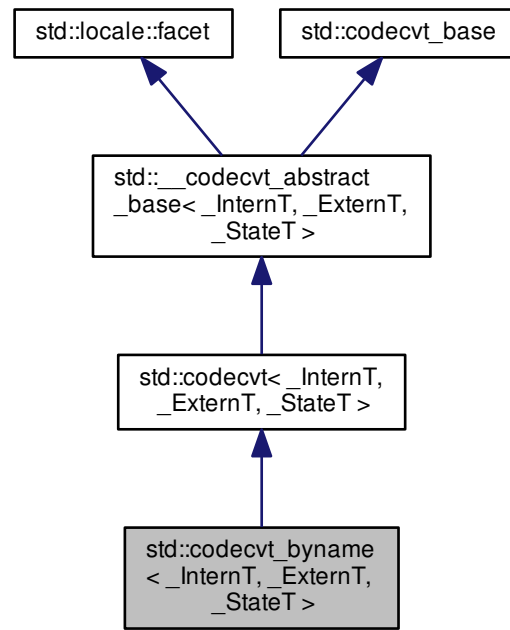 std::locale::facet
std::codecvt_base
std::__codecvt_abstract
_base< _InternT, _ExternT,
_StateT >
std::codecvt< _InternT,
_ExternT, _StateT >
std::codecvt_byname
< _InternT, _ExternT,
_StateT >